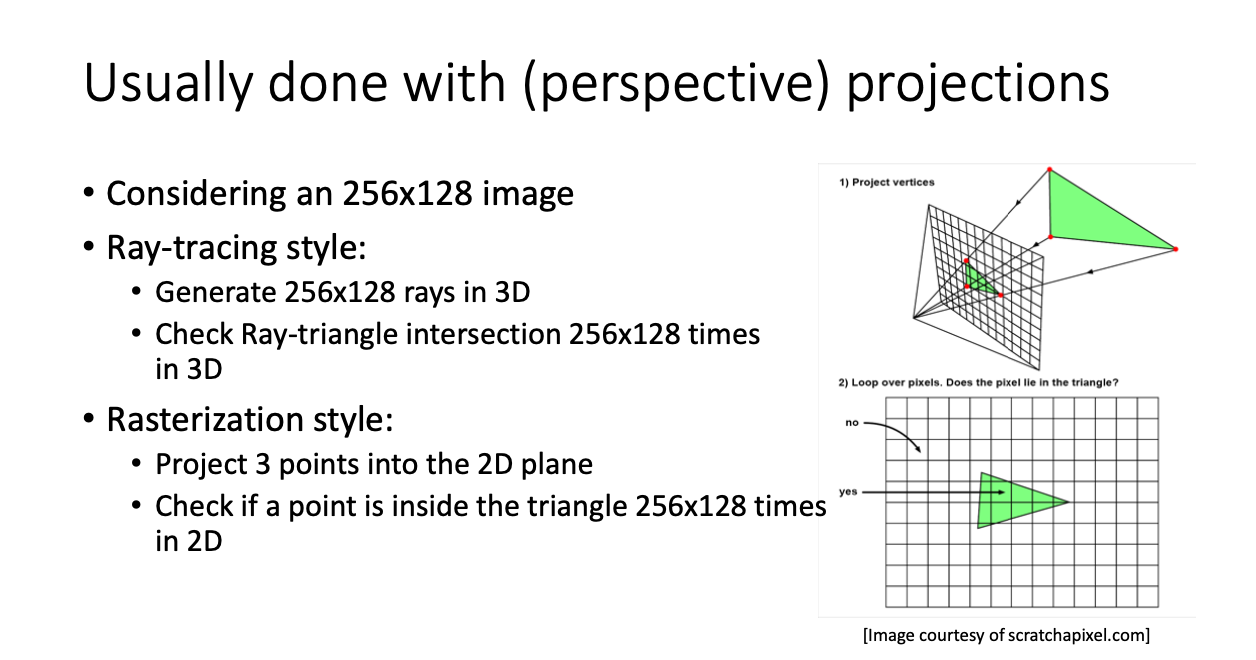 Usually done with (perspective) projections
• Considering an 256x128 image
• Ray-tracing style:
• Generate 256x128 rays in 3D
• Check Ray-triangle intersection 256x128 times
in 3D
• Rasterization style:
• Project 3 points into the 2D plane
• Check if a point is inside the triangle 256x128 times
in 2D
1) Project vertices
2) Loop over pixels. Does the pixel lie in the triangle?
no
yes
[Image courtesy of scratchapixel.com]